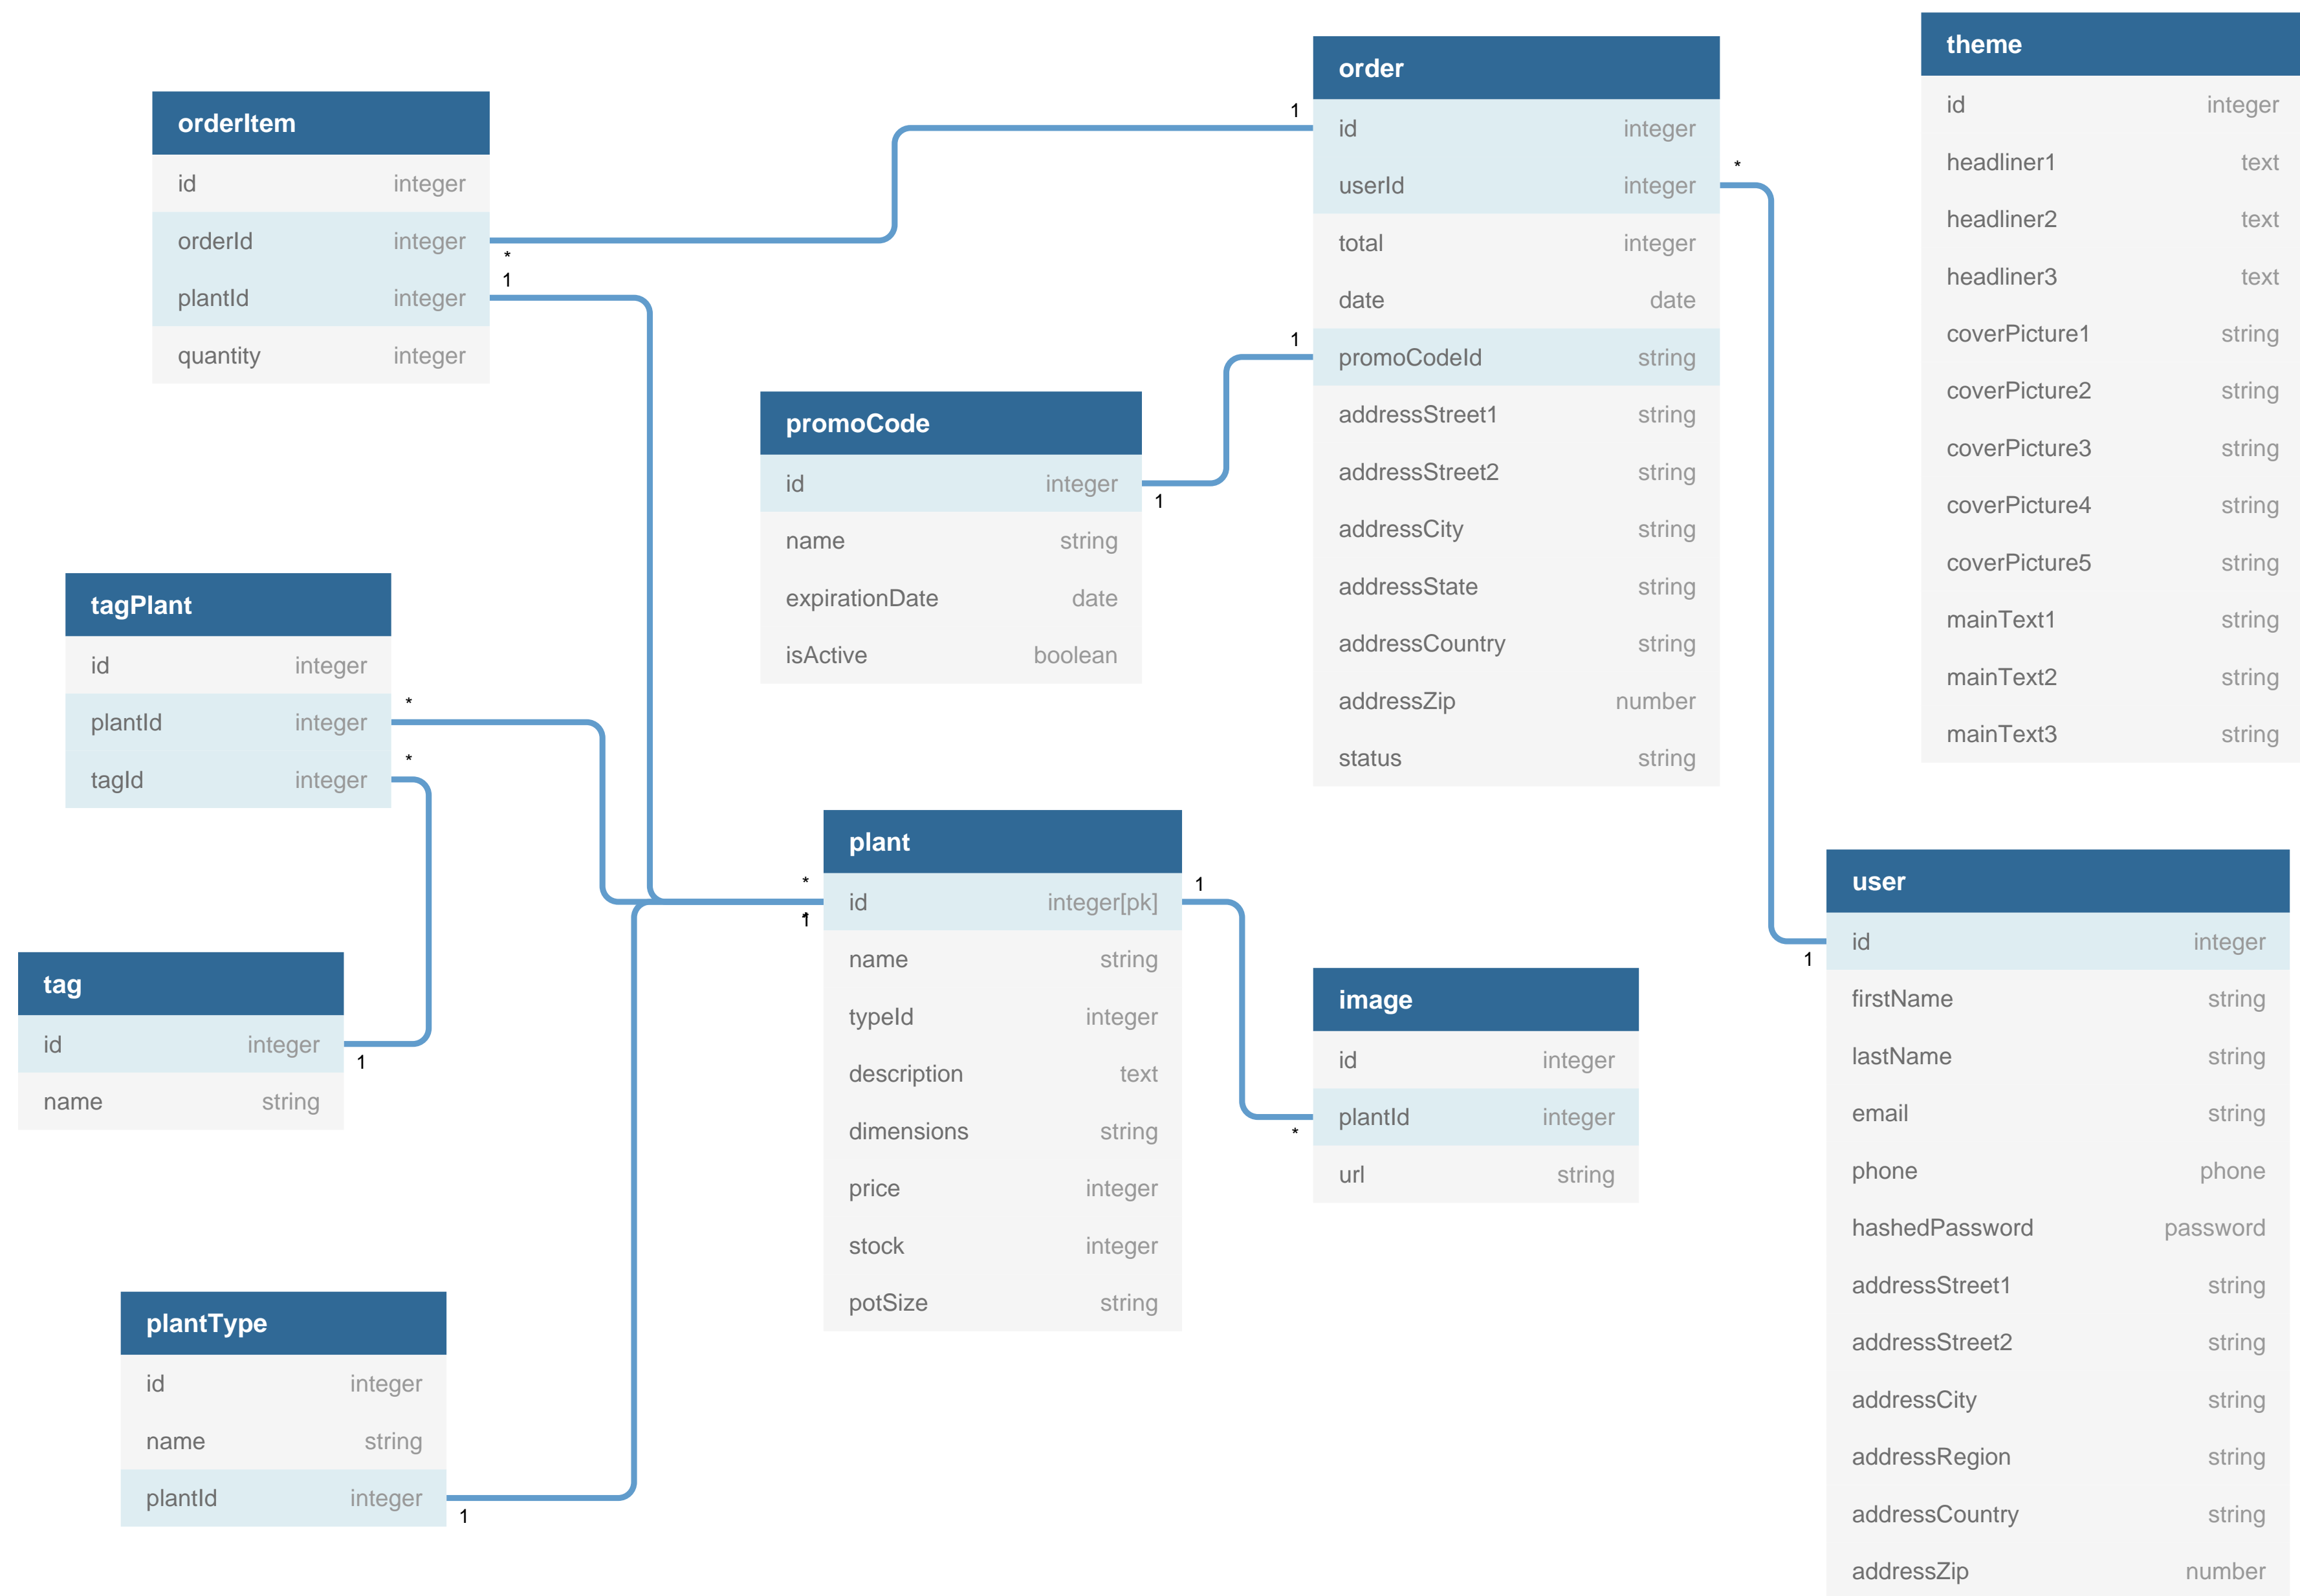 orderItem
id integer
orderId integer
plantId integer
quantity integer
*
1
order
id integer
userId integer
total integer
date date
promoCodeId string
addressStreet1 string
addressStreet2 string
addressCity string
addressState string
addressCountry string
addressZip number
status string
1
*
1
theme
id integer
headliner1 text
headliner2 text
headliner3 text
coverPicture1 string
coverPicture2 string
coverPicture3 string
coverPicture4 string
coverPicture5 string
mainText1 string
mainText2 string
mainText3 string
promoCode
id integer
name string
expirationDate date
isActive boolean
1
tagPlant
id integer
plantId integer
tagId integer
*
*
plant
id integer[pk]
name string
typeId integer
description text
dimensions string
price integer
stock integer
potSize string
*
1
1
tag
id integer
name string
1
image
id integer
plantId integer
url string
*
user
id integer
firstName string
lastName string
email string
phone phone
hashedPassword password
addressStreet1 string
addressStreet2 string
addressCity string
addressRegion string
addressCountry string
addressZip number
1
plantType
id integer
name string
plantId integer
1